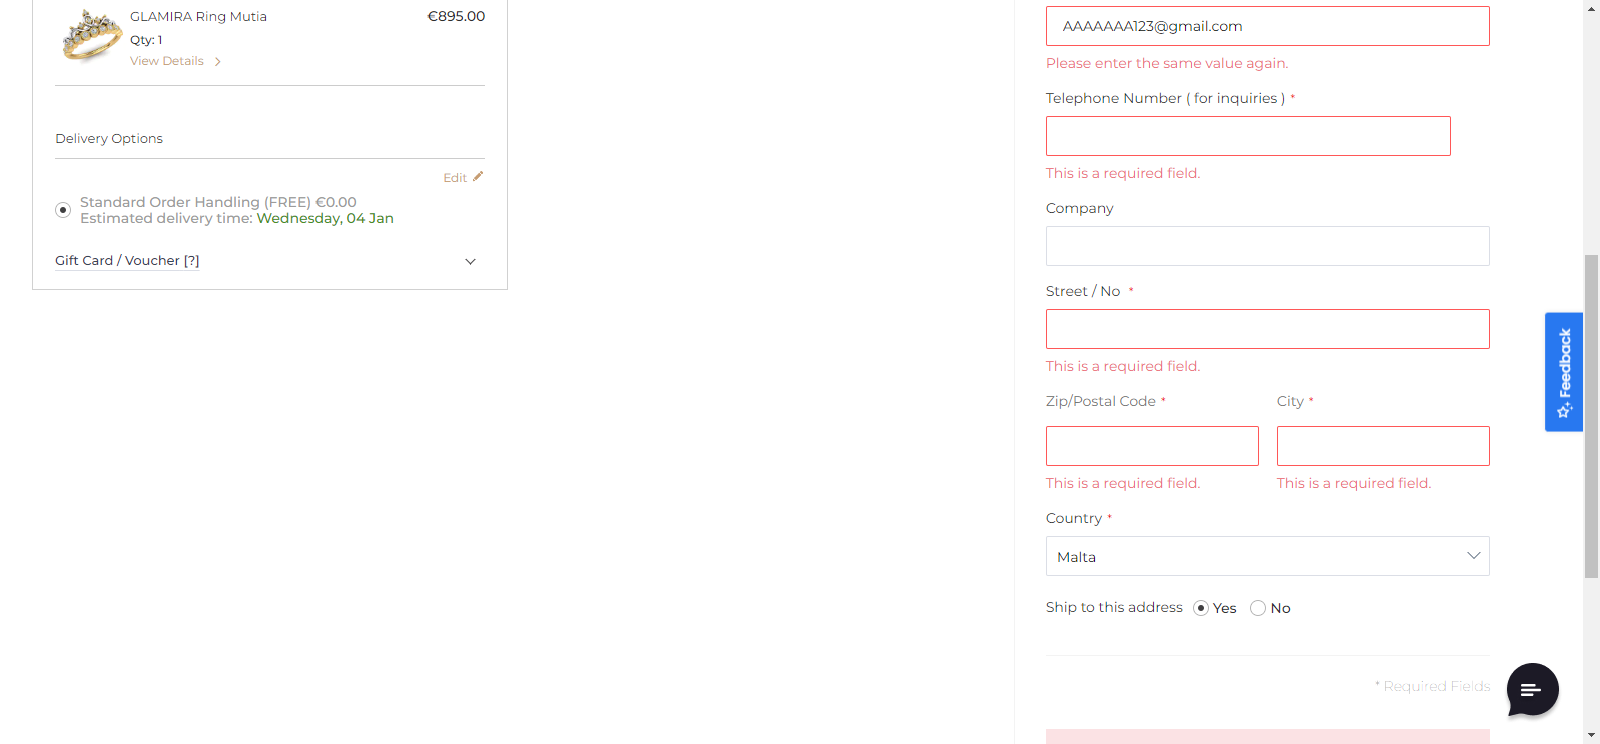 GLAMIRA Ring Mutia
€895.00
Qty: 1
View Details
Delivery Options
Edit
Standard Order Handling (FREE) €0.00
Estimated delivery time: Wednesday, 04 Jan
Gift Card / Voucher [?]
AAAAAAA123@gmail.com
Please enter the same value again.
Telephone Number ( for inquiries ) *
This is a required field.
Company
Street / No *
This is a required field.
Zip/Postal Code *
City *
This is a required field.
This is a required field.
Country *
Malta
Ship to this address Yes No
* Required Fields
Feedback